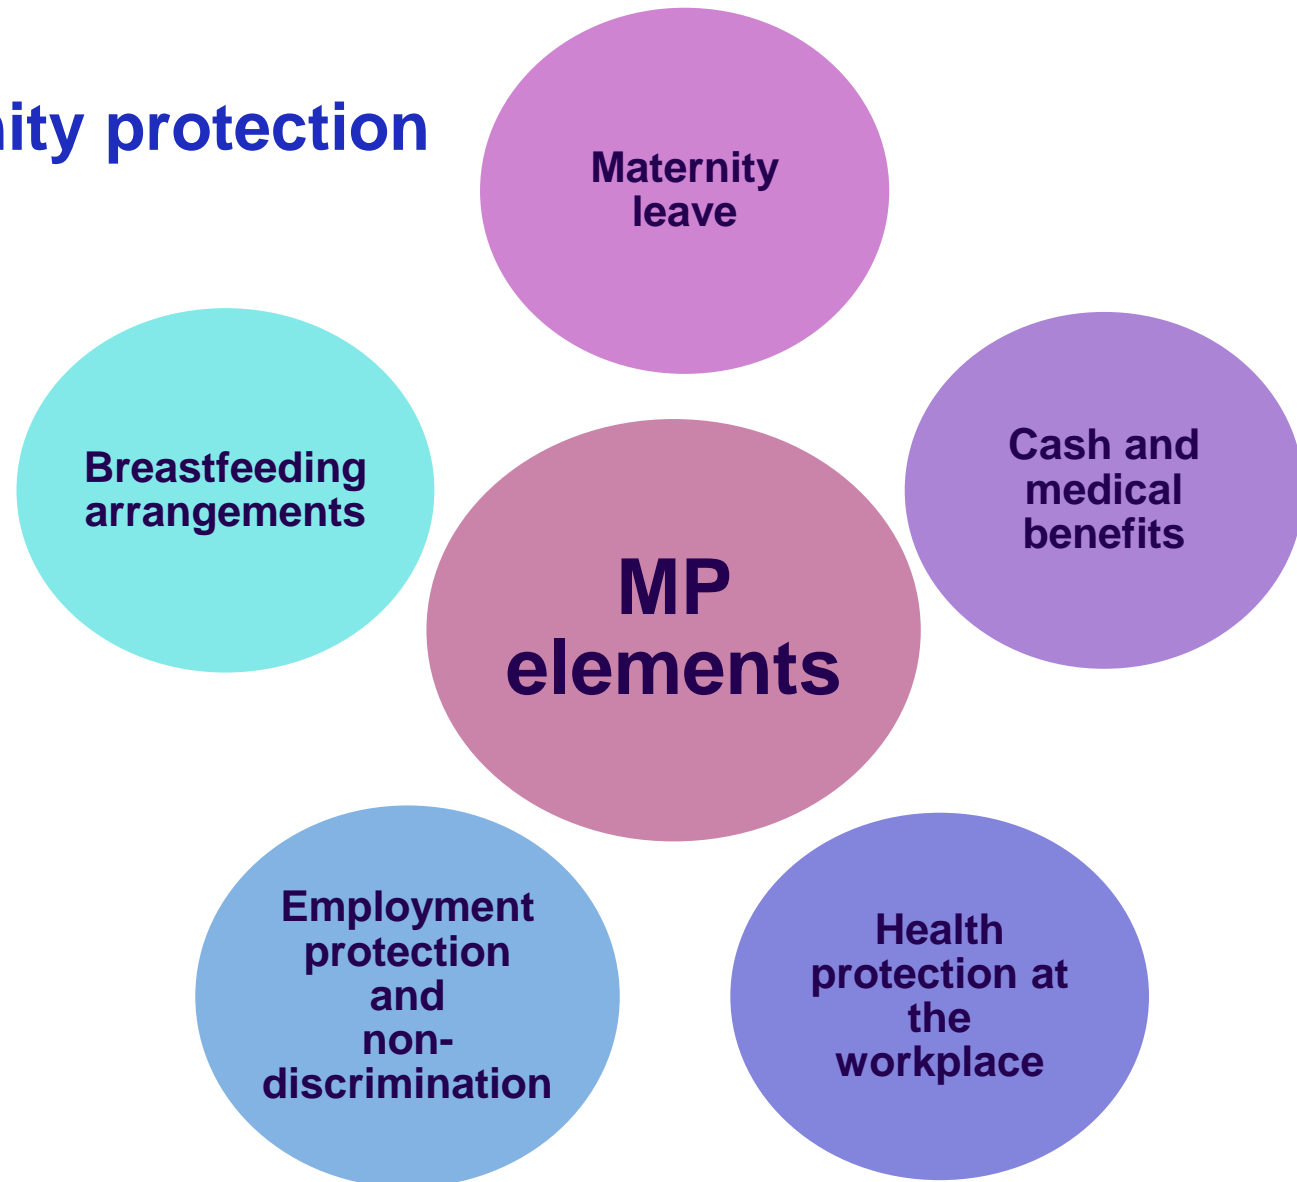 nity protection
Maternity
leave
Breastfeeding
arrangements
Cash and
medical
benefits
MP
elements
Employment
protection
and
non-
discrimination
Health
protection at
the
workplace